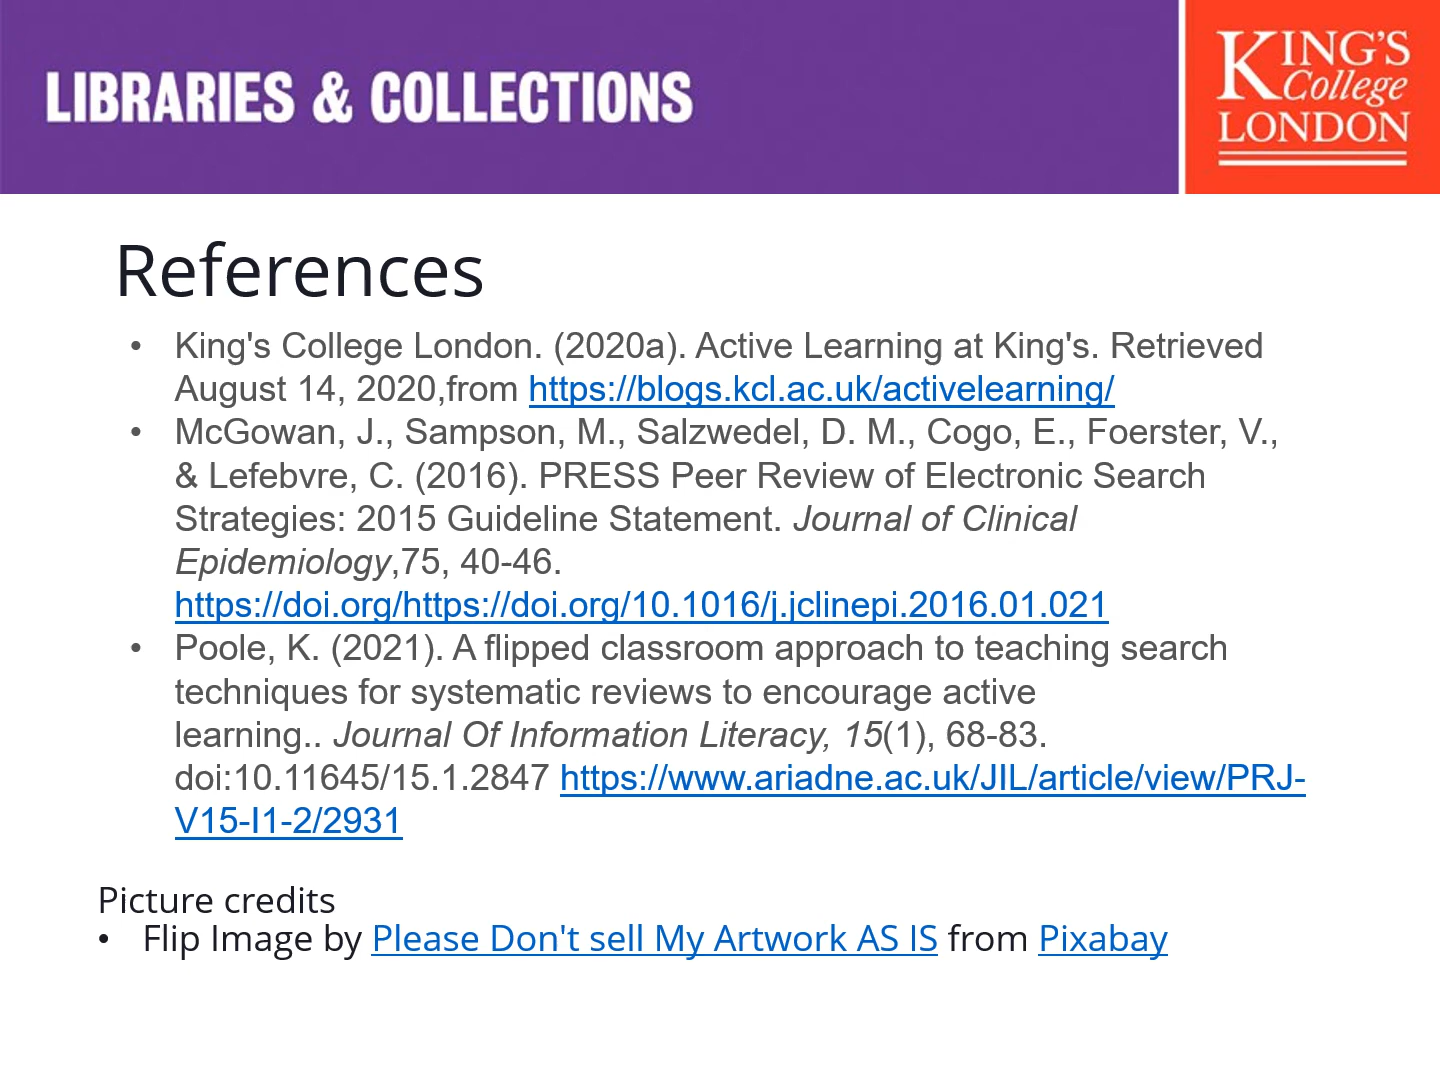 LIBRARIES & COLLECTIONS
KING'S
College
LONDON
References
• King's College London. (2020a). Active Learning at King's. Retrieved
August 14, 2020,from https://blogs.kcl.ac.uk/activelearning/
• McGowan, J., Sampson, M., Salzwedel, D. M., Cogo, E., Foerster, V.,
& Lefebvre, C. (2016). PRESS Peer Review of Electronic Search
Strategies: 2015 Guideline Statement. Journal of Clinical
Epidemiology,75, 40-46.
https://doi.org/https://doi.org/10.1016/j.jclinepi.2016.01.021
• Poole, K. (2021). A flipped classroom approach to teaching search
techniques for systematic reviews to encourage active
learning.. Journal Of Information Literacy, 15(1), 68-83.
doi:10.11645/15.1.2847 https://www.ariadne.ac.uk/JIL/article/view/PRJ-
V15-I1-2/2931
Picture credits
• Flip Image by Please Don't sell My Artwork AS IS from Pixabay